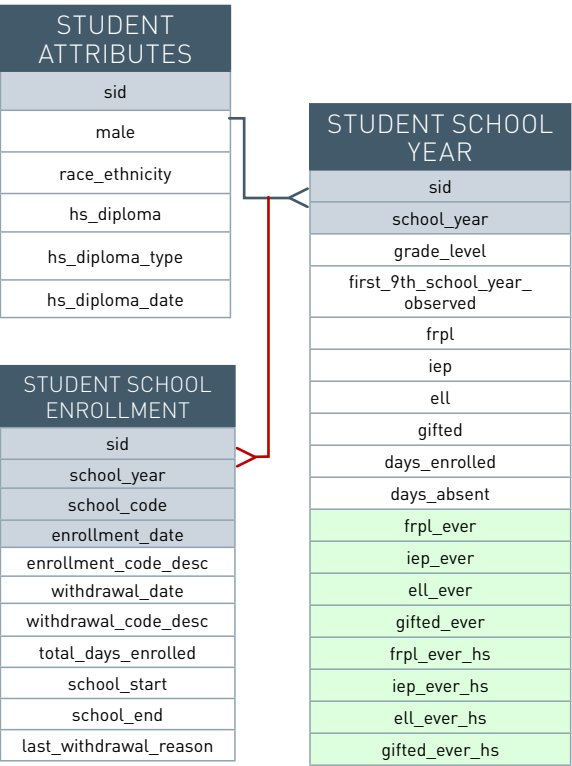 STUDENT
ATTRIBUTES
sid
male
race_ethnicity
hs_diploma
hs_diploma_type
hs_diploma_date
STUDENT SCHOOL
ENROLLMENT
sid
school_year
school_code
enrollment_date
enrollment_code_desc
withdrawal_date
withdrawal_code_desc
total_days_enrolled
school_start
school_end
last_withdrawal_reason
STUDENT SCHOOL
YEAR
sid
school_year
grade_level
first_9th_school_year_
observed
frpl
iep
ell
gifted
days_enrolled
days_absent
frpl_ever
iep_ever
ell_ever
gifted_ever
frpl_ever_hs
iep_ever_hs
ell_ever_hs
gifted_ever_hs